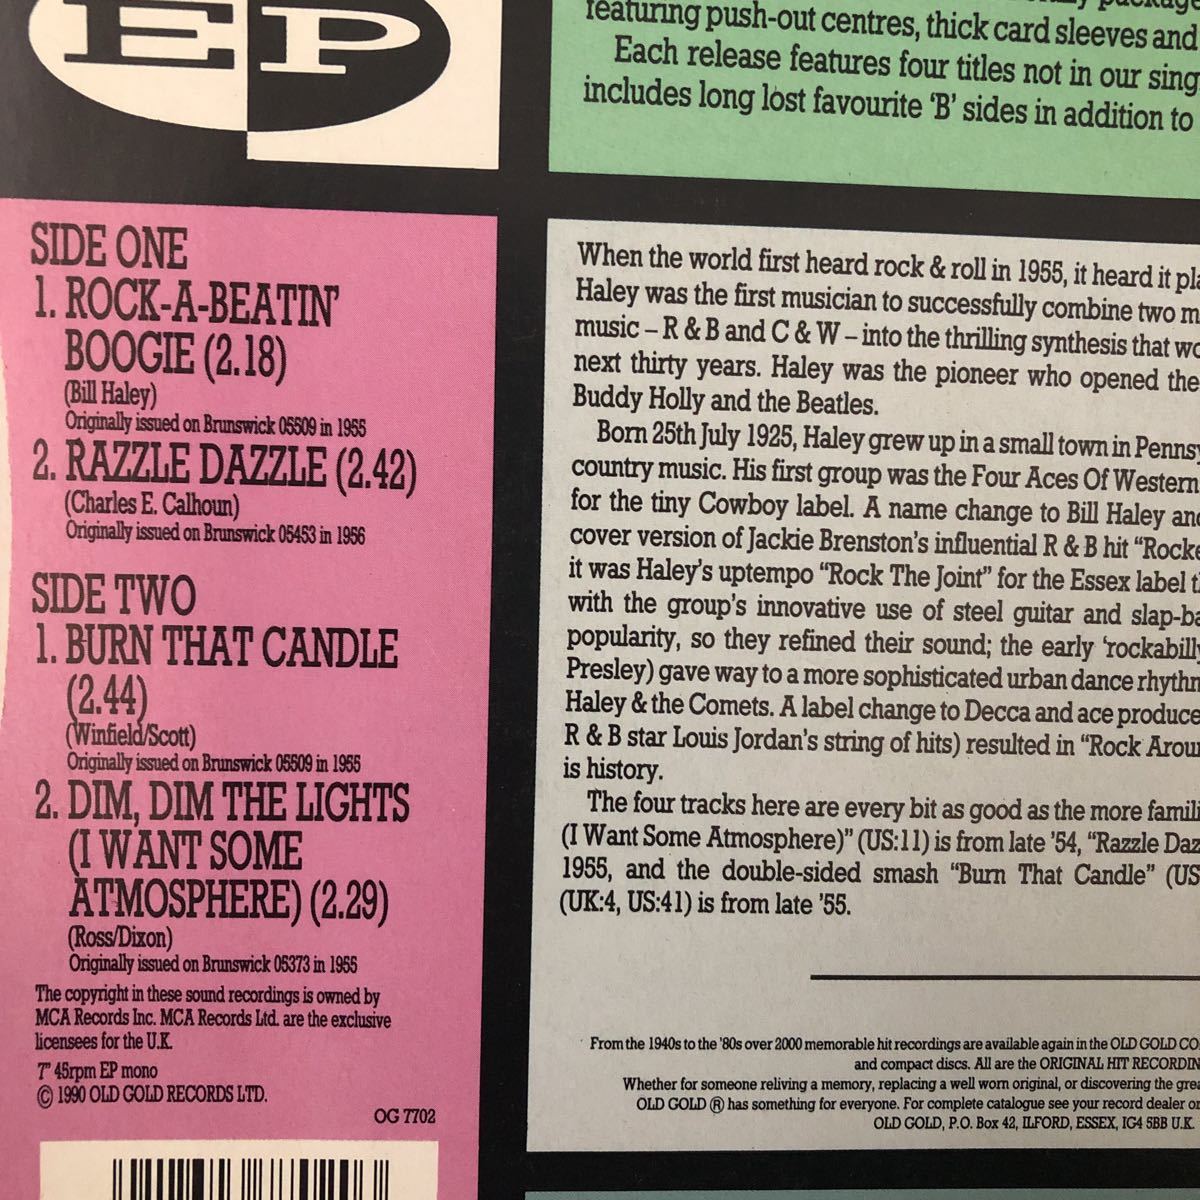 EP
featuring push-out centres, thick card sleeves and
Each release features four titles not in our sing
includes long lost favourite 'B' sides in addition to
SIDE ONE
1. ROCK-A-BEATIN'
BOOGIE (2.18)
(Bill Haley)
Originally issued on Brunswick 05509 in 1955
2. RAZZLE DAZZLE (2.42)
(Charles E. Calhoun)
Originally issued on Brunswick 05453 in 1956
SIDE TWO
1. BURN THAT CANDLE
(2.44)
(Winfield/Scott)
Originally issued on Brunswick 05509 in 1955
2. DIM, DIM THE LIGHTS
(I WANT SOME
ATMOSPHERE) (2.29)
(Ross/Dixon)
Originally issued on Brunswick 05373 in 1955
The copyright in these sound recordings is owned by
MCA Records Inc. MCA Records Ltd. are the exclusive
licensees for the U.K.
7" 45rpm EP mono
© 1990 OLD GOLD RECORDS LTD.
OG 7702
When the world first heard rock & roll in 1955, it heard it pla
Haley was the first musician to successfully combine two m
music – R & B and C & W – into the thrilling synthesis that wo
next thirty years. Haley was the pioneer who opened the
Buddy Holly and the Beatles.
Born 25th July 1925, Haley grew up in a small town in Pennsy
country music. His first group was the Four Aces Of Western
for the tiny Cowboy label. A name change to Bill Haley and
cover version of Jackie Brenston's influential R & B hit "Rocke
it was Haley's uptempo "Rock The Joint" for the Essex label th
with the group's innovative use of steel guitar and slap-ba
popularity, so they refined their sound; the early 'rockabilly
Presley) gave way to a more sophisticated urban dance rhythm
Haley & the Comets. A label change to Decca and ace produce
R & B star Louis Jordan's string of hits) resulted in "Rock Aroun
is history.
The four tracks here are every bit as good as the more famili
(I Want Some Atmosphere)" (US:11) is from late '54, "Razzle Daz
1955, and the double-sided smash "Burn That Candle" (US
(UK:4, US:41) is from late '55.
From the 1940s to the '80s over 2000 memorable hit recordings are available again in the OLD GOLD CO
and compact discs. All are the ORIGINAL HIT RECORDIN
Whether for someone reliving a memory, replacing a well worn original, or discovering the grea
OLD GOLD ® has something for everyone. For complete catalogue see your record dealer or
OLD GOLD, P.O. Box 42, ILFORD, ESSEX, IG4 5BB U.K.